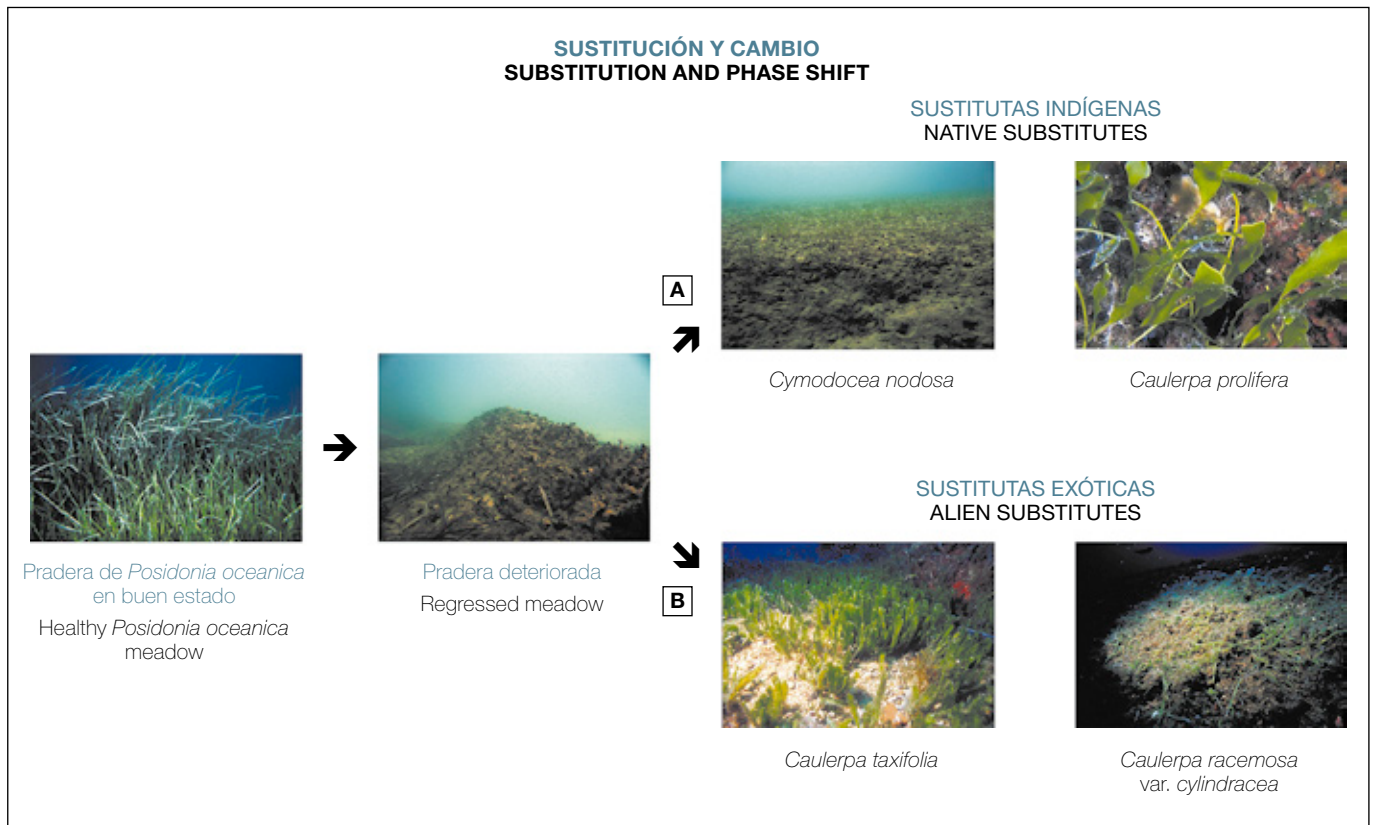 SUSTITUCIÓN Y CAMBIO
SUBSTITUTION AND PHASE SHIFT
SUSTITUTAS INDÍGENAS
NATIVE SUBSTITUTES
A
Cymodocea nodosa
Caulerpa prolifera
Pradera de Posidonia oceanica
en buen estado
Healthy Posidonia oceanica
meadow
Pradera deteriorada
Regressed meadow
SUSTITUTAS EXÓTICAS
ALIEN SUBSTITUTES
B
Caulerpa taxifolia
Caulerpa racemosa
var. cylindracea